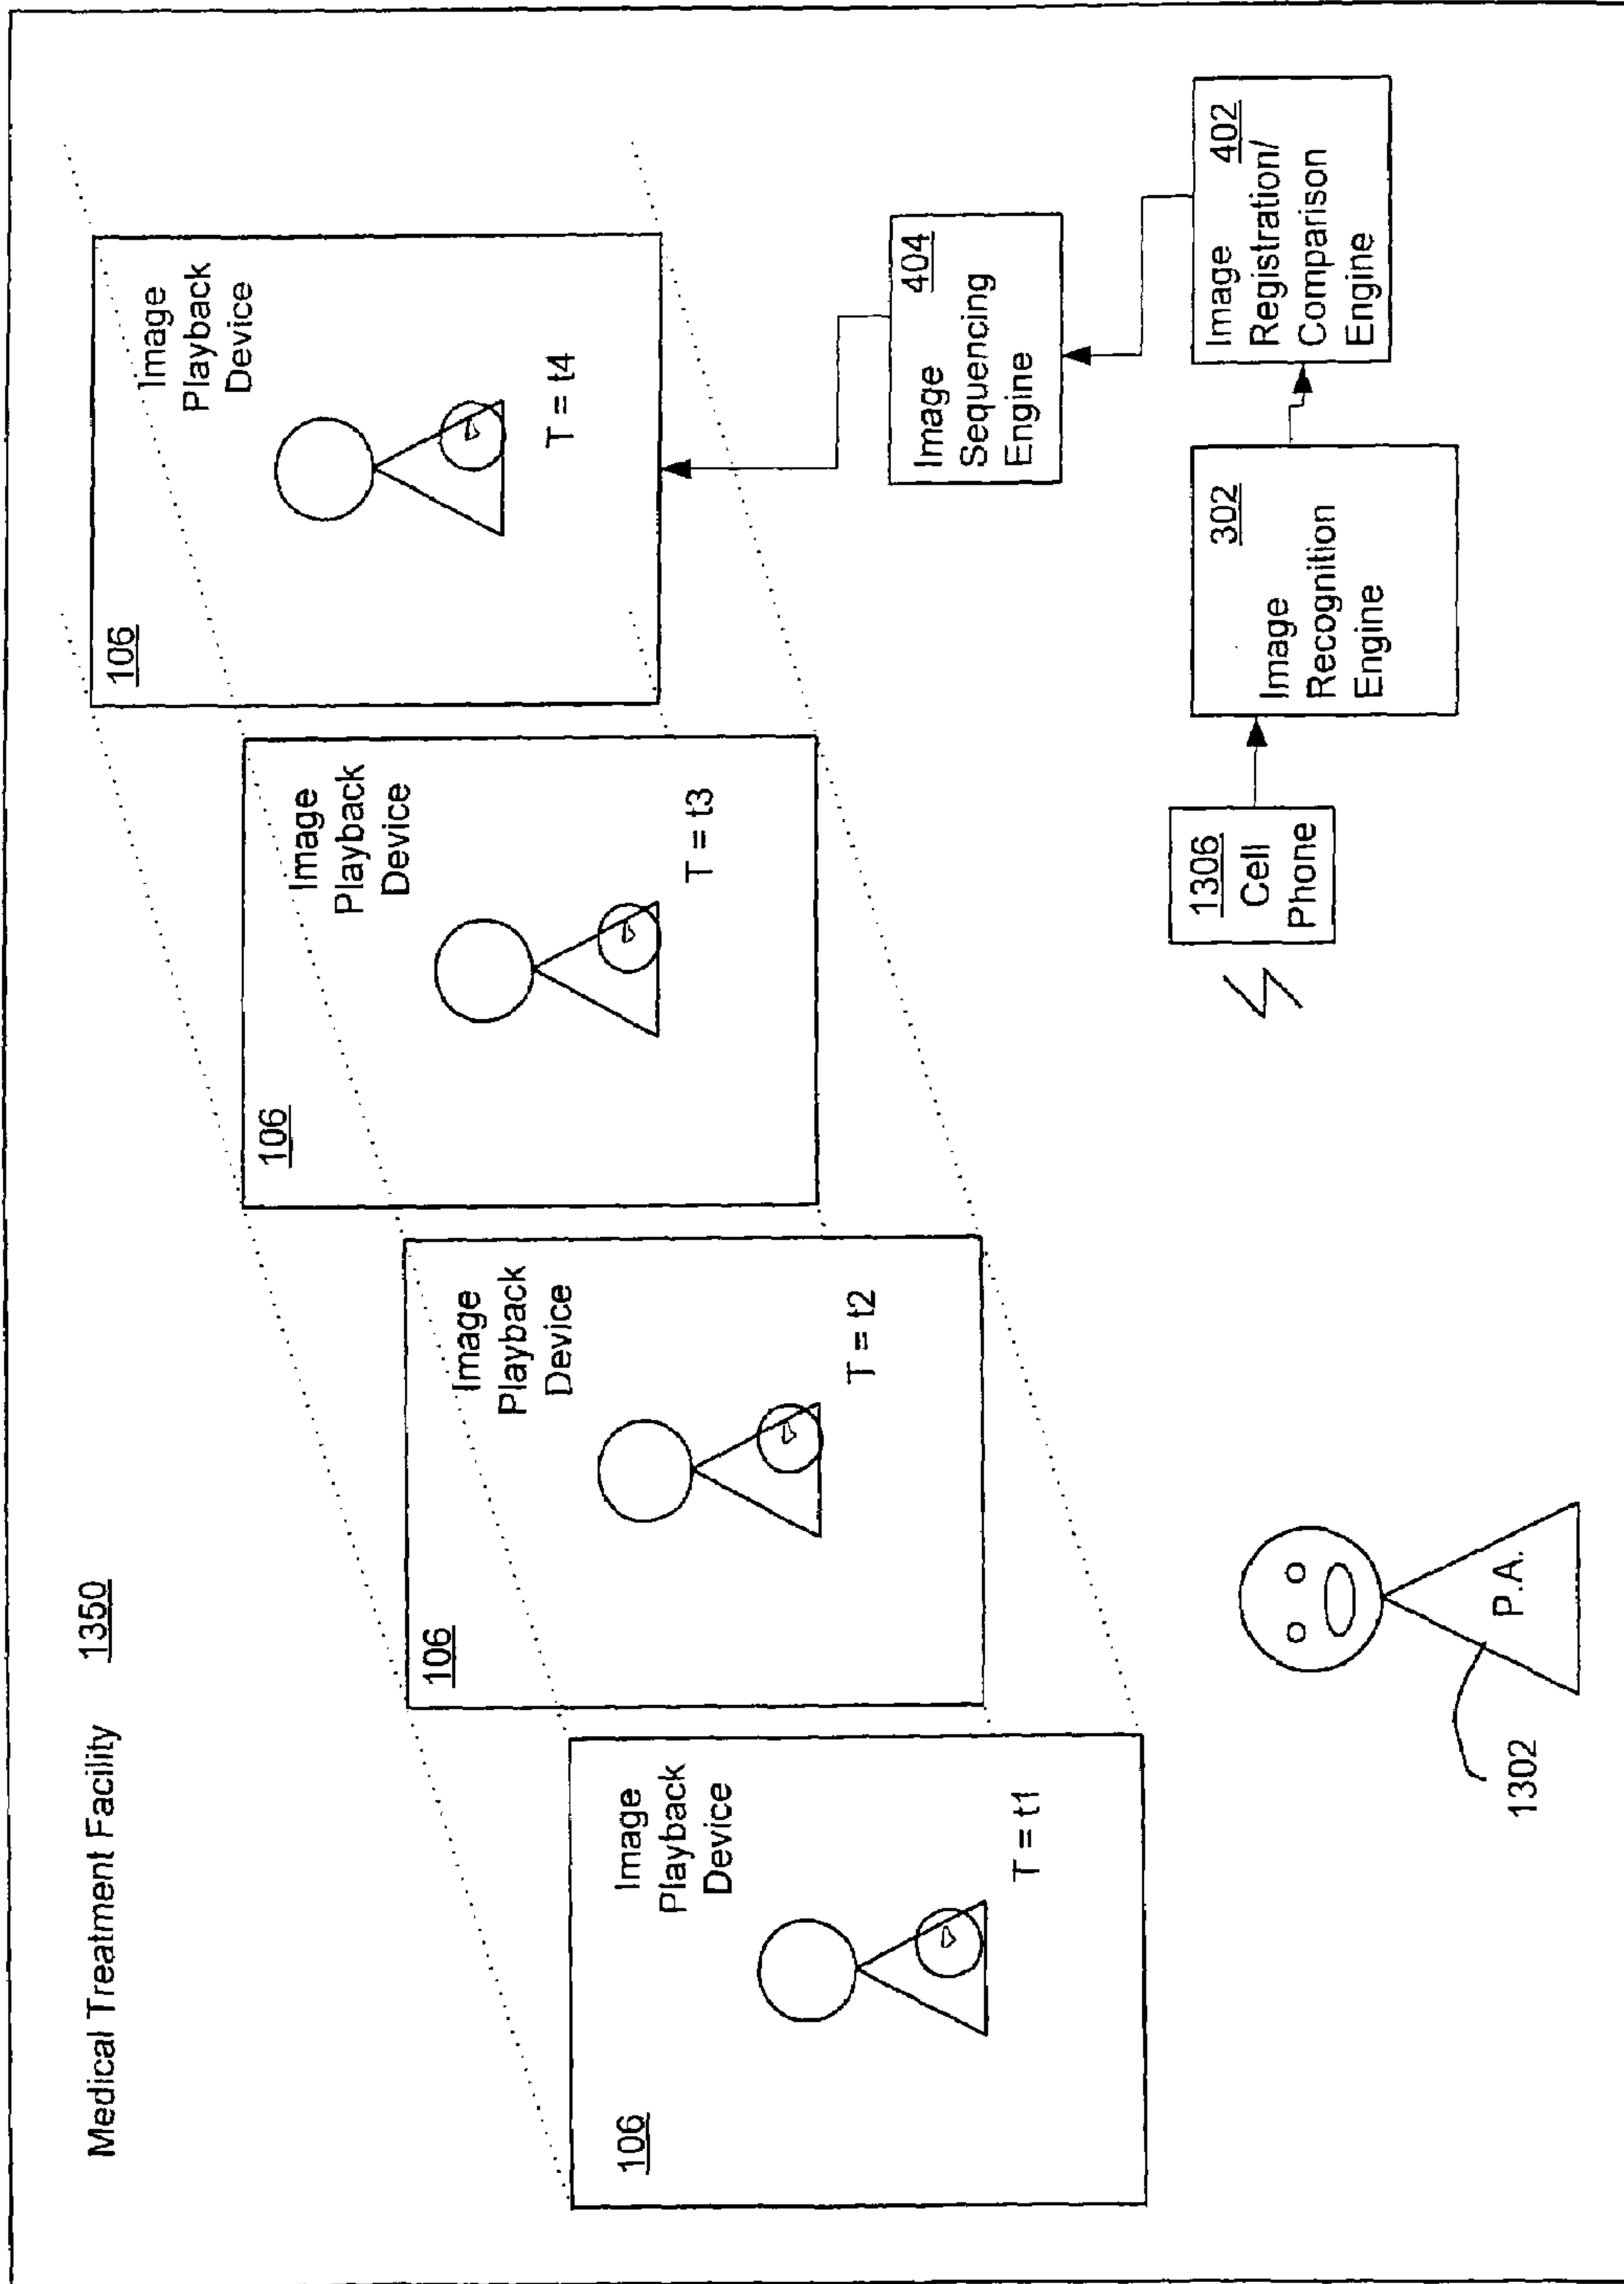 Medical Treatment Facility 1350
106
Image
Playback
Device
T = t1
106
Image
Playback
Device
T = t2
106
Image
Playback
Device
T = t3
106
Image
Playback
Device
T = t4
1302
P.A.
1306
Cell
Phone
302
Image
Recognition
Engine
404
Image
Sequencing
Engine
402
Image
Registration/
Comparison
Engine